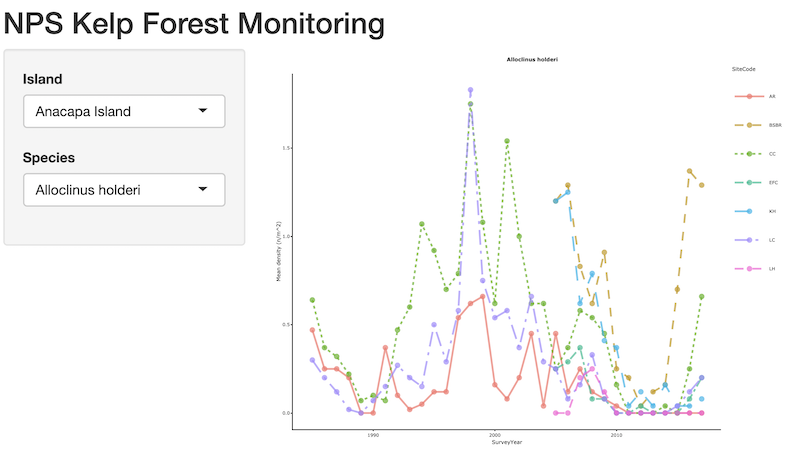 NPS Kelp Forest Monitoring
Island
Anacapa Island
Species
Alloclinus holderi
Alloclinus holderi
Mean density (n/m^2)
1.5
1.0
0.5
0.0
1990
2000
2010
SurveyYear
SiteCode
AR
BSBR
CC
EFC
KH
LC
LH